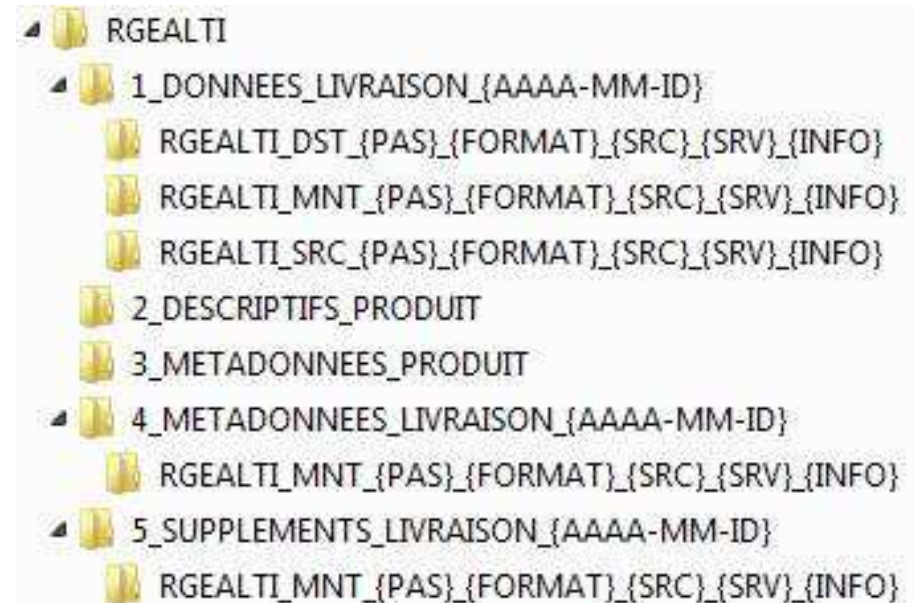 RGEALTI
1_DONNEES_LIVRAISON_{AAAA-MM-ID}
RGEALTI_DST_{PAS}_{FORMAT}_{SRC}_{SRV}_{INFO}
RGEALTI_MNT_{PAS}_{FORMAT}_{SRC}_{SRV}_{INFO}
RGEALTI_SRC_{PAS}_{FORMAT}_{SRC}_{SRV}_{INFO}
2_DESCRIPTIFS_PRODUIT
3_METADONNEES_PRODUIT
4_METADONNEES_LIVRAISON_{AAAA-MM-ID}
RGEALTI_MNT_{PAS}_{FORMAT}_{SRC}_{SRV}_{INFO}
5_SUPPLEMENTS_LIVRAISON_{AAAA-MM-ID}
RGEALTI_MNT_{PAS}_{FORMAT}_{SRC}_{SRV}_{INFO}